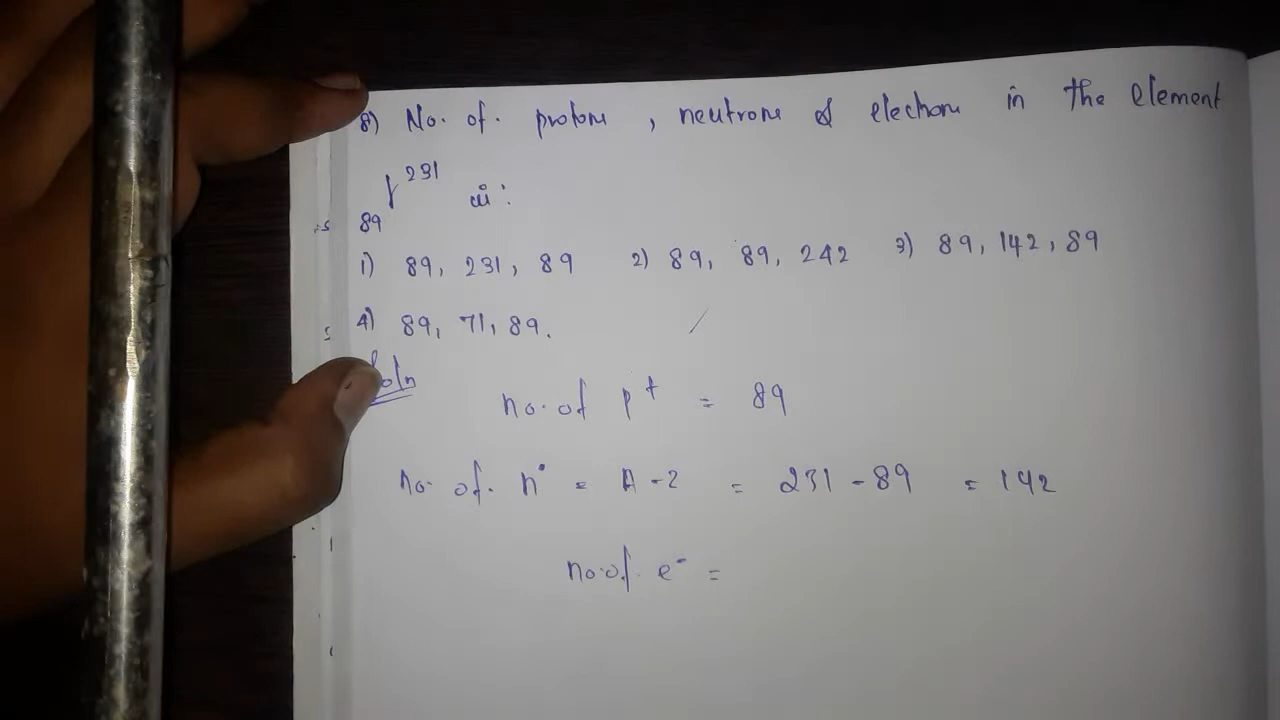 8) No. of. protons, neutrons & electrons in the element
231
89
is:
1) 89, 231, 89 2) 89, 89, 242 3) 89, 142, 89
4) 89, 71, 89.
Soln
no. of p+ = 89
no. of. n° = A-Z = 231 - 89 = 142
no. of. e- =